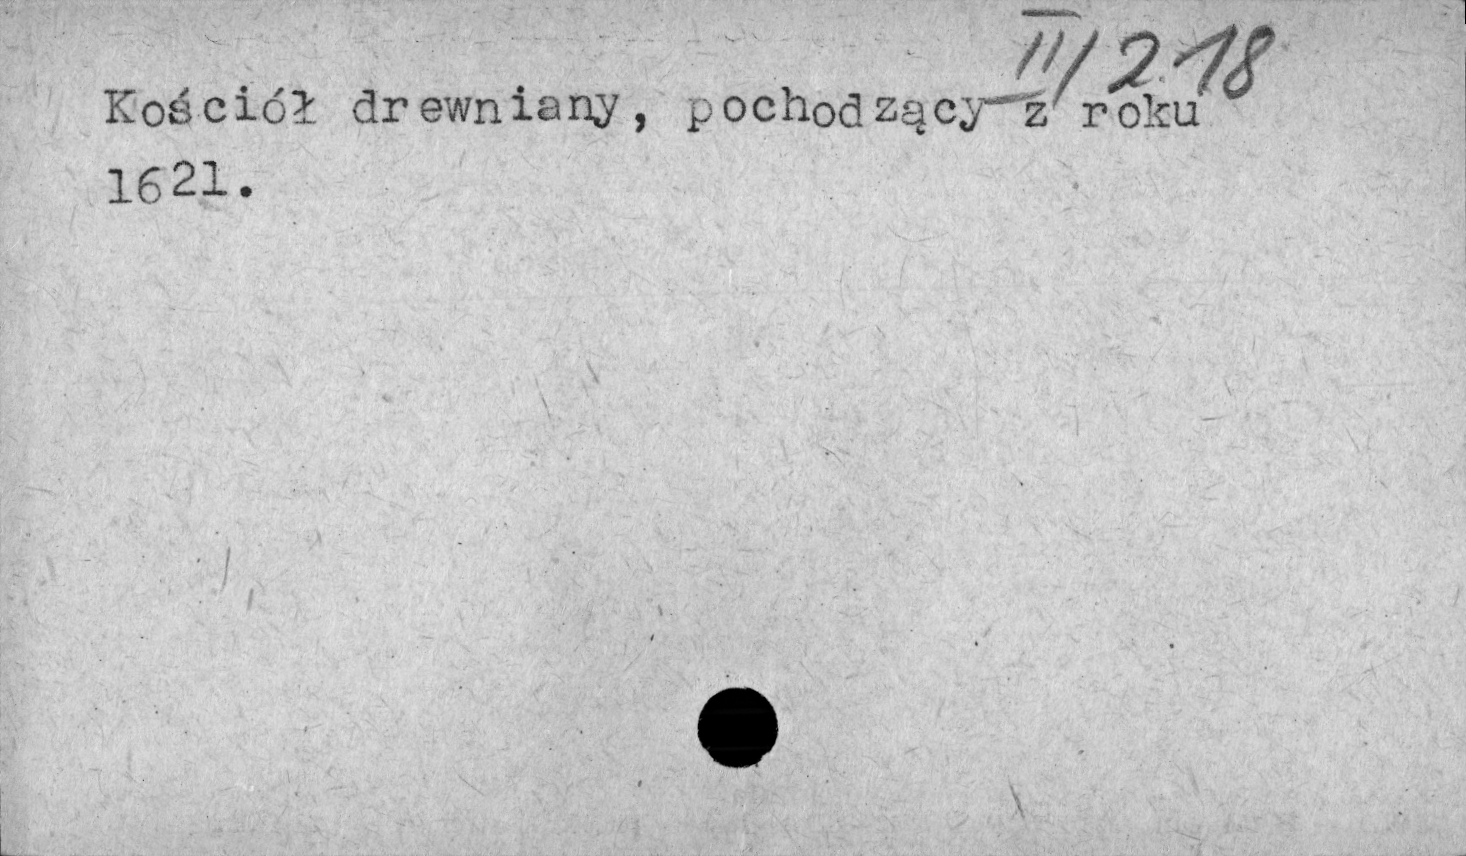 II/2.18
Kościół drewniany, pochodzący z roku
1621.